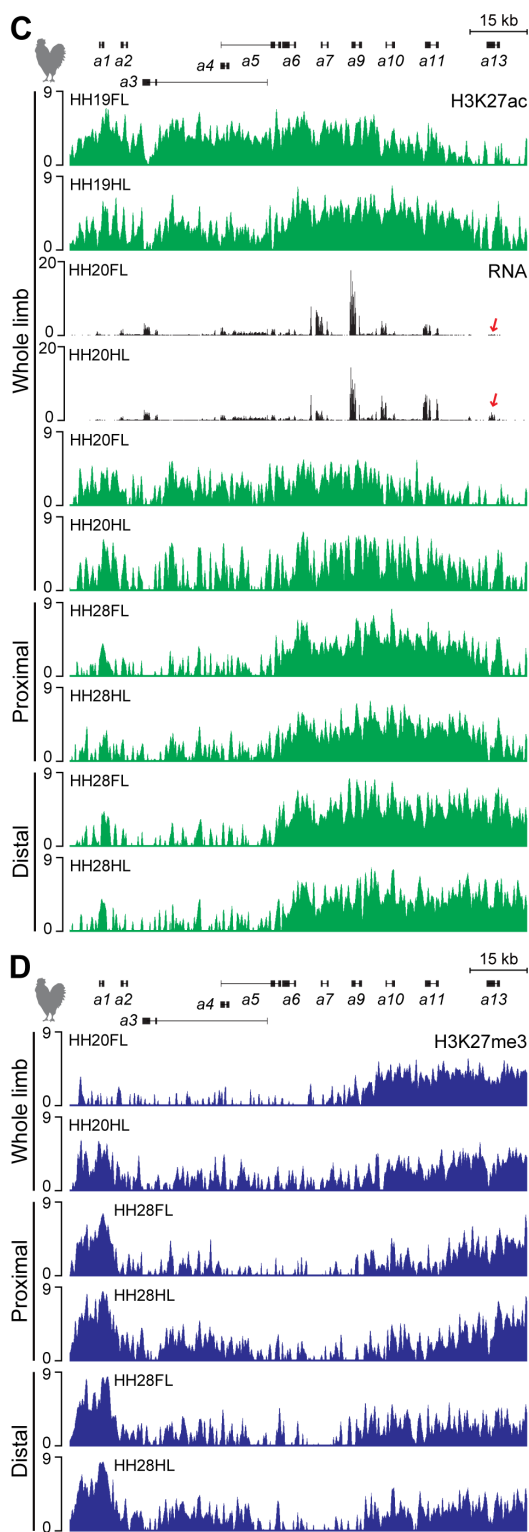 C
15 kb
a1 a2 a3 a4 a5 a6 a7 a9 a10 a11 a13
Whole limb
9
HH19FL
H3K27ac
0
9
HH19HL
0
20
HH20FL
RNA
0
20
HH20HL
0
9
HH20FL
0
9
HH20HL
0
Proximal
9
HH28FL
0
9
HH28HL
0
Distal
9
HH28FL
0
9
HH28HL
0
D
15 kb
a1 a2 a3 a4 a5 a6 a7 a9 a10 a11 a13
Whole limb
9
HH20FL
H3K27me3
0
9
HH20HL
0
Proximal
9
HH28FL
0
9
HH28HL
0
Distal
9
HH28FL
0
9
HH28HL
0